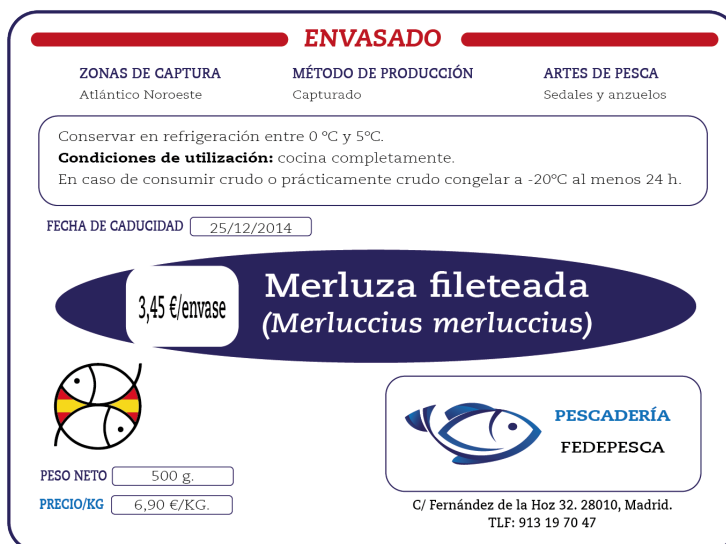 ENVASADO
ZONAS DE CAPTURA
Atlántico Noroeste
MÉTODO DE PRODUCCIÓN
Capturado
ARTES DE PESCA
Sedales y anzuelos
Conservar en refrigeración entre 0 ºC y 5ºC.
Condiciones de utilización: cocina completamente.
En caso de consumir crudo o prácticamente crudo congelar a -20ºC al menos 24 h.
FECHA DE CADUCIDAD 25/12/2014
3,45 €/envase
Merluza fileteada
(Merluccius merluccius)
PESO NETO 500 g.
PRECIO/KG 6,90 €/KG.
PESCADERÍA
FEDEPESCA
C/ Fernández de la Hoz 32. 28010, Madrid.
TLF: 913 19 70 47